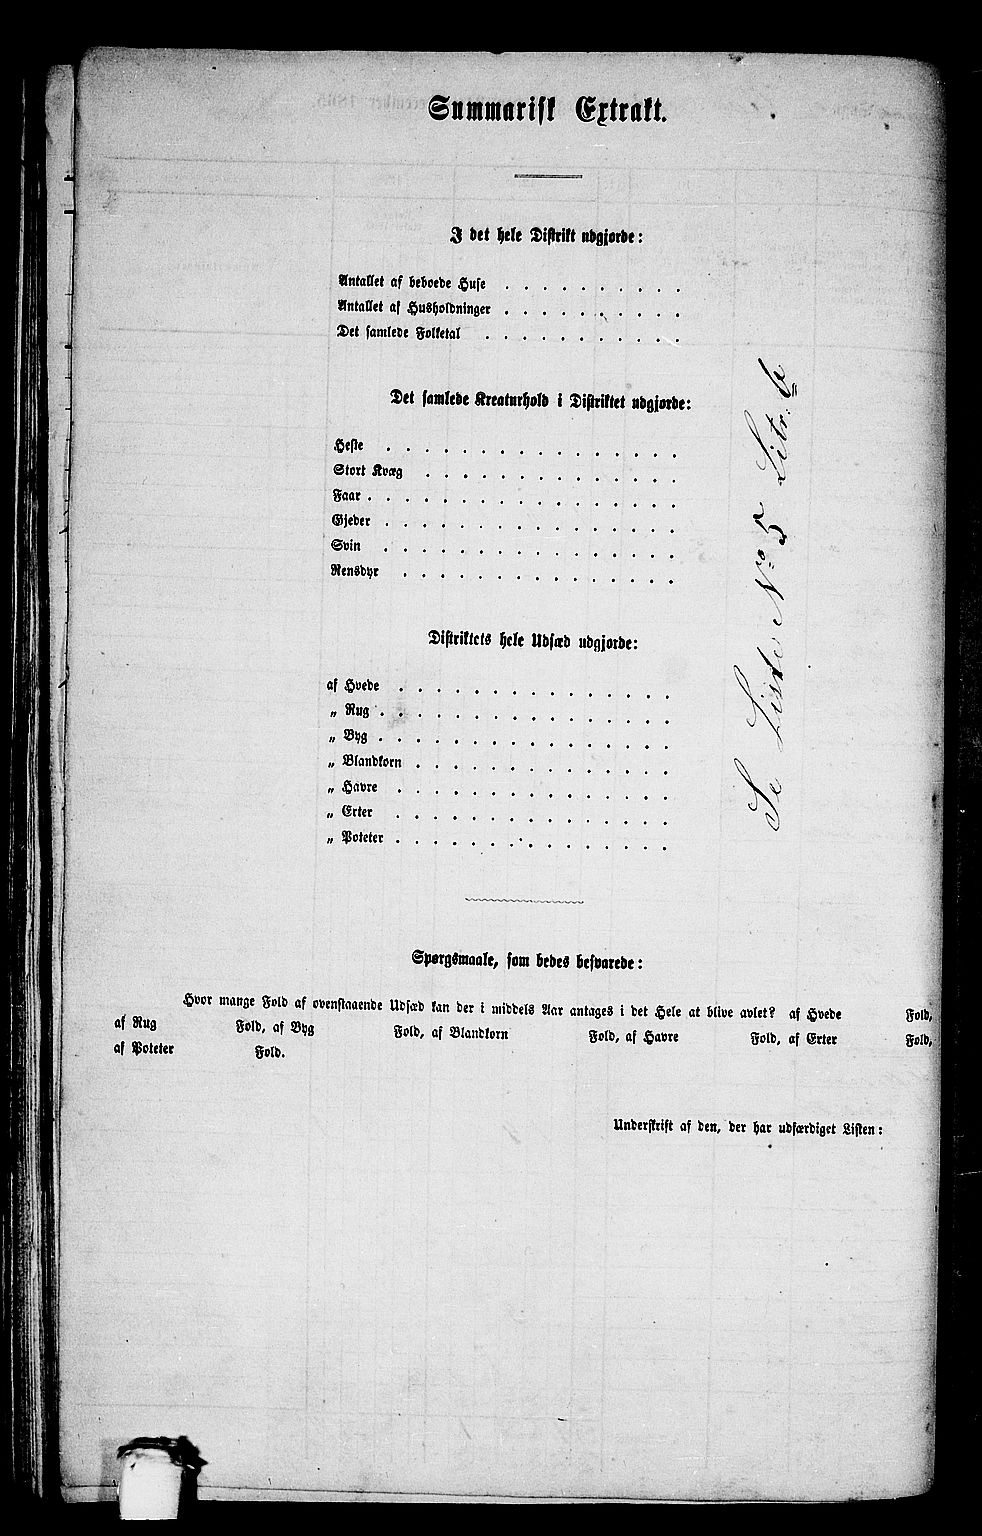 Summarisk Extrakt.
I det hele Distrikt udgjorde:
Antallet af beboede Huse . . . . . . . . . .
Antallet af Husholdninger . . . . . . . . . .
Det samlede Folketal . . . . . . . . . . .
Det samlede Kreaturhold i Distriktet udgjorde:
Heste . . . . . . . . . . . . . . . .
Stort Kvæg . . . . . . . . . . . . . .
Faar . . . . . . . . . . . . . . . . .
Gjeder . . . . . . . . . . . . . . . .
Svin . . . . . . . . . . . . . . . .
Rensdyr . . . . . . . . . . . . . . .
Distriktets hele Udsæd udgjorde:
af Hvede . . . . . . . . . . . . . . .
„ Rug . . . . . . . . . . . . . . . .
„ Byg . . . . . . . . . . . . . . . .
„ Blandkorn . . . . . . . . . . . . . .
„ Havre . . . . . . . . . . . . . . .
„ Erter . . . . . . . . . . . . . . .
„ Poteter . . . . . . . . . . . . . . .
Se Liste No 5 Litr. b
Spørgsmaale, som bedes besvarede:
Hvor mange Fold af ovenstaaende Udsæd kan der i middels Aar antages i det Hele at blive avlet? af Hvede Fold,
af Rug Fold, af Byg Fold, af Blandkorn Fold, af Havre Fold, af Erter Fold,
af Poteter Fold.
Underskrift af den, der har udfærdiget Listen: